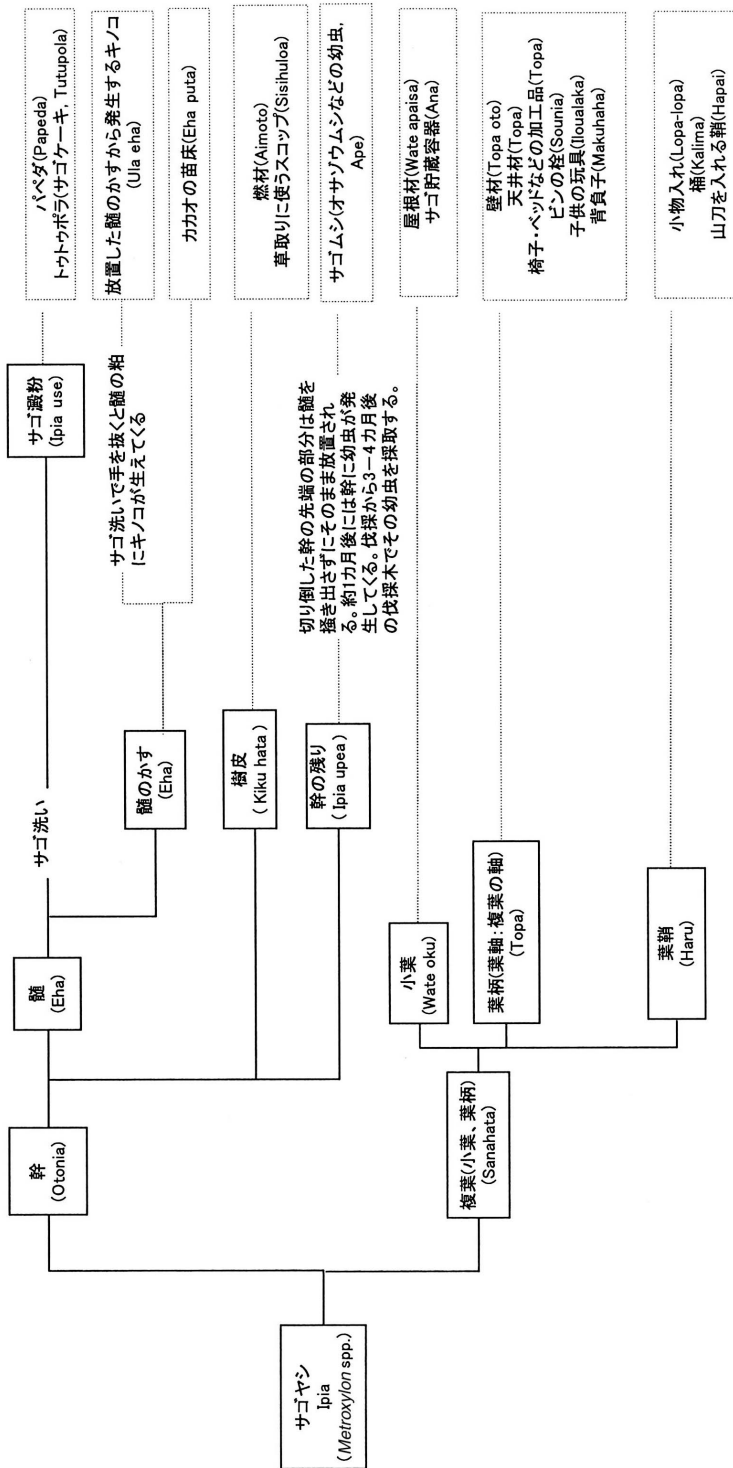 サゴヤシ
Ipia
(Metroxylon spp.)
幹
(Otonia)
髄
(Eha)
サゴ洗い
サゴ澱粉
(Ipia use)
パペダ(Papeda)
トゥトゥポラ(サゴケーキ, Tutupola)
髄のかす
(Eha)
サゴ洗いで手を抜くと髄の粕
にキノコが生えてくる
放置した髄のかすから発生するキノコ
(Ula eha)
カカオの苗床(Eha puta)
樹皮
( Kiku hata )
燃材(Aimoto)
草取りに使うスコップ(Sisihuloa)
幹の残り
( Ipia upea )
切り倒した幹の先端の部分は髄を
掻き出さずにそのまま放置され
る。約1カ月後には幹に幼虫が発
生してくる。伐採から3－4カ月後
の伐採木でその幼虫を採取する。
サゴムシ(オサゾウムシなどの幼虫,
Ape)
複葉(小葉、葉柄)
(Sanahata)
小葉
(Wate oku)
屋根材(Wate apaisa)
サゴ貯蔵容器(Ana)
葉柄(葉軸:複葉の軸)
(Topa)
壁材(Topa oto)
天井材(Topa)
椅子・ベッドなどの加工品(Topa)
ビンの栓(Sounia)
子供の玩具(Iloualaka)
背負子(Makuhaha)
葉鞘
(Haru)
小物入れ(Lopa-lopa)
桶(Kalima)
山刀を入れる鞘(Hapai)